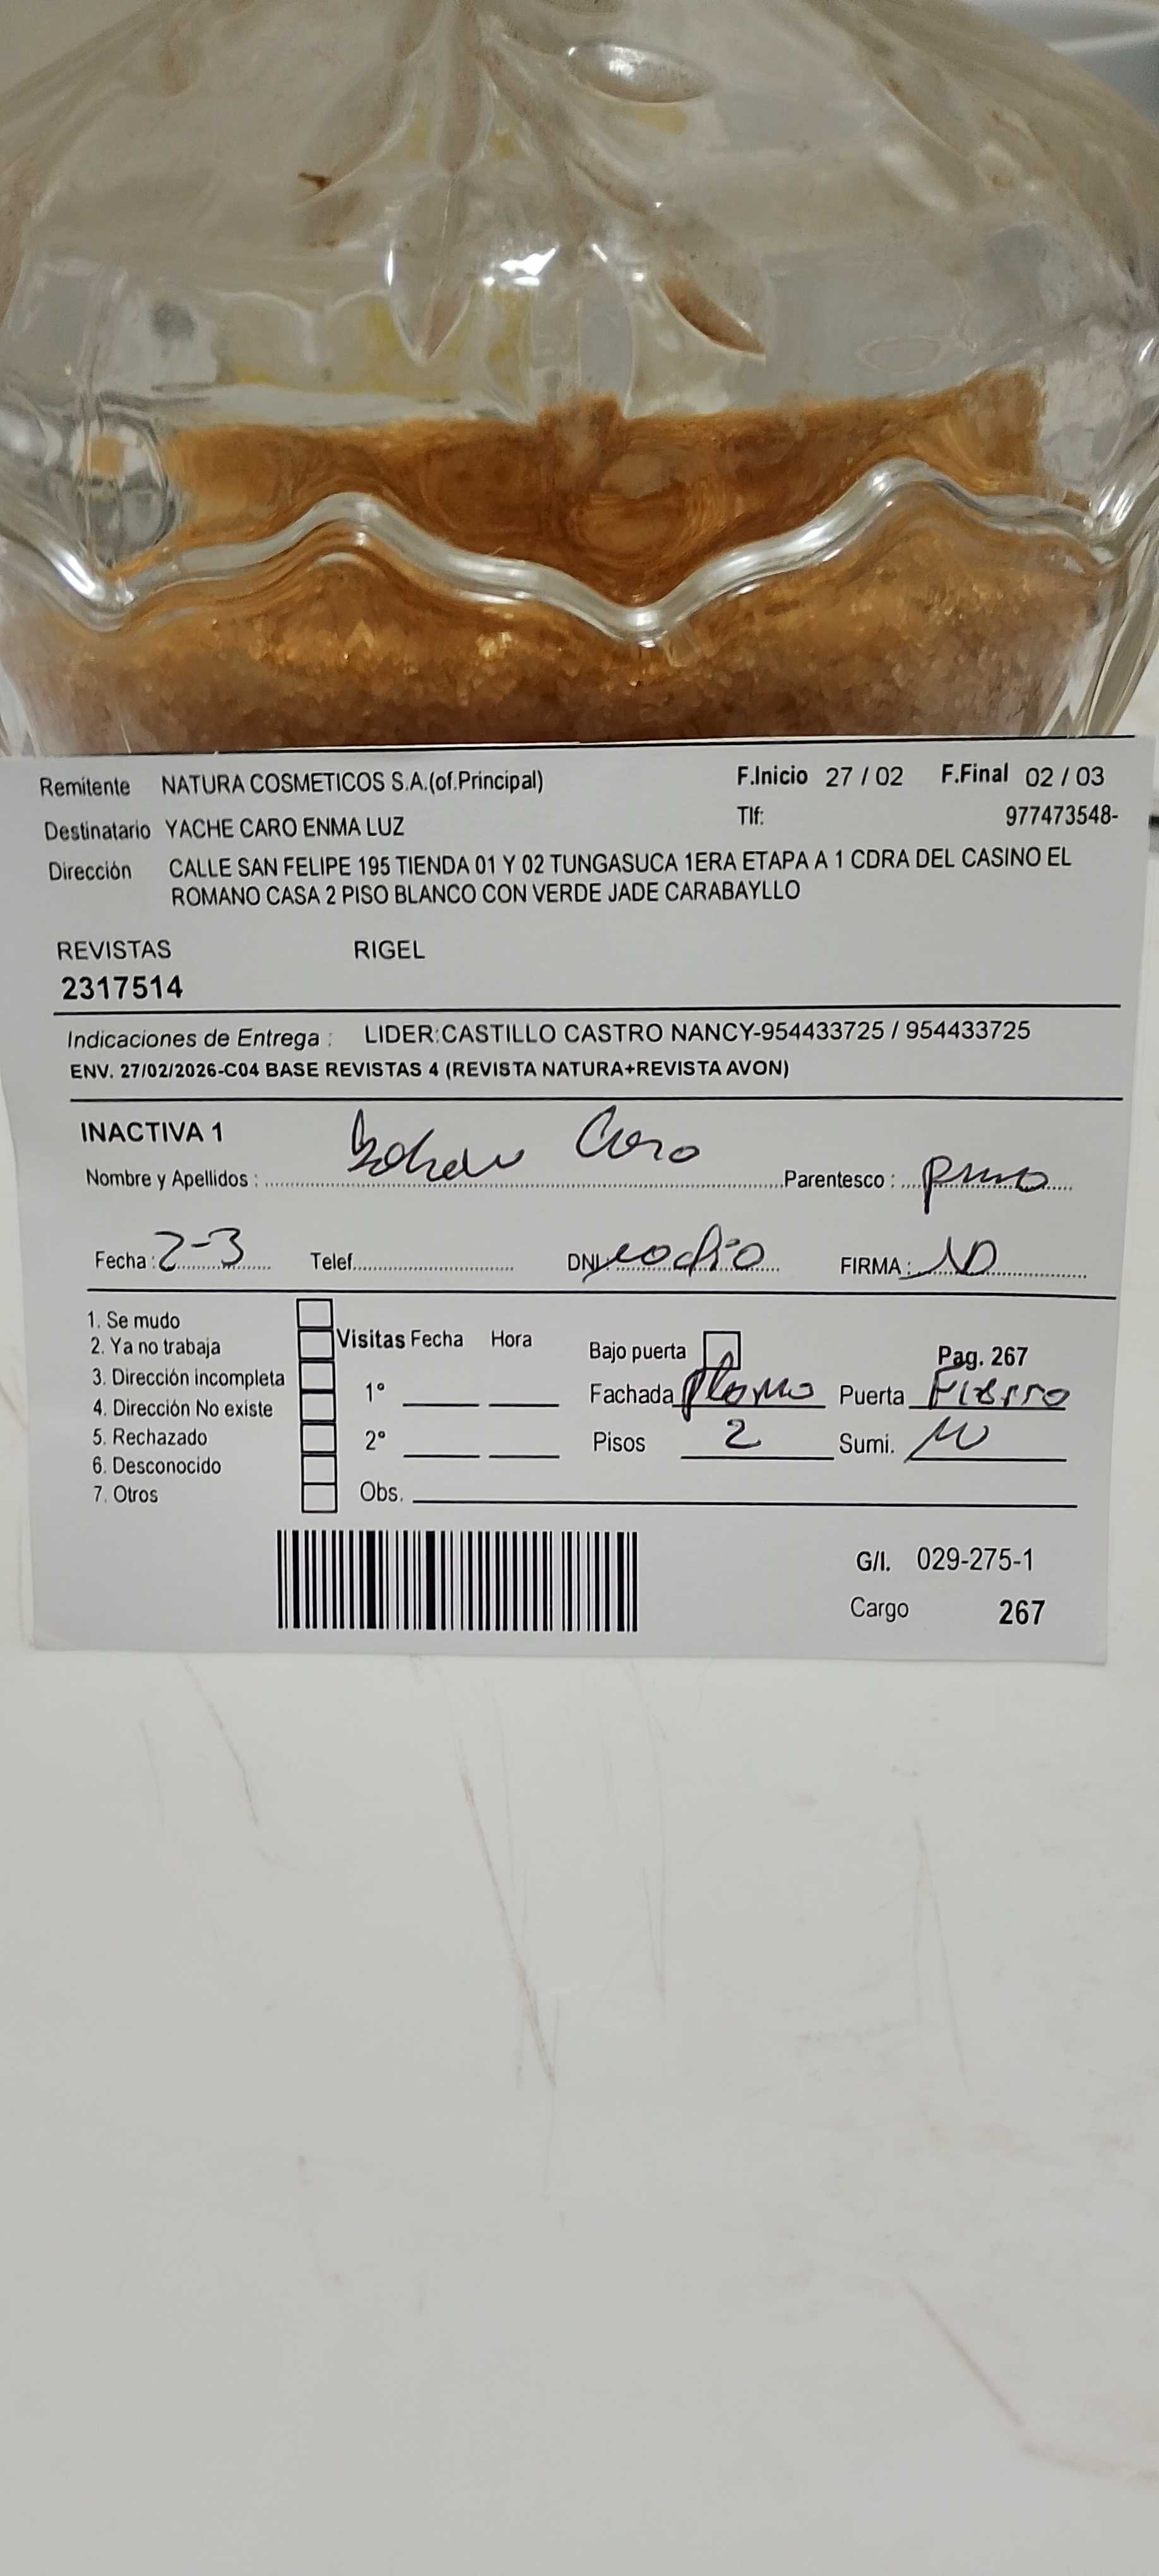 Remitente NATURA COSMETICOS S.A.(of.Principal) F.Inicio 27 / 02 F.Final 02 / 03
Destinatario YACHE CARO ENMA LUZ Tlf: 977473548-
Dirección CALLE SAN FELIPE 195 TIENDA 01 Y 02 TUNGASUCA 1ERA ETAPA A 1 CDRA DEL CASINO EL
ROMANO CASA 2 PISO BLANCO CON VERDE JADE CARABAYLLO
REVISTAS RIGEL
2317514
Indicaciones de Entrega : LIDER:CASTILLO CASTRO NANCY-954433725 / 954433725
ENV. 27/02/2026-C04 BASE REVISTAS 4 (REVISTA NATURA+REVISTA AVON)
INACTIVA 1
Nombre y Apellidos : Caro Parentesco :
Fecha : 2-3 Telef. DNI: FIRMA :
1. Se mudo
2. Ya no trabaja
3. Dirección incompleta
4. Dirección No existe
5. Rechazado
6. Desconocido
7. Otros
Visitas Fecha Hora
1°
2°
Obs.
Bajo puerta Pag. 267
Fachada Plomo Puerta Fierro
Pisos 2 Sumi.
G/I. 029-275-1
Cargo 267